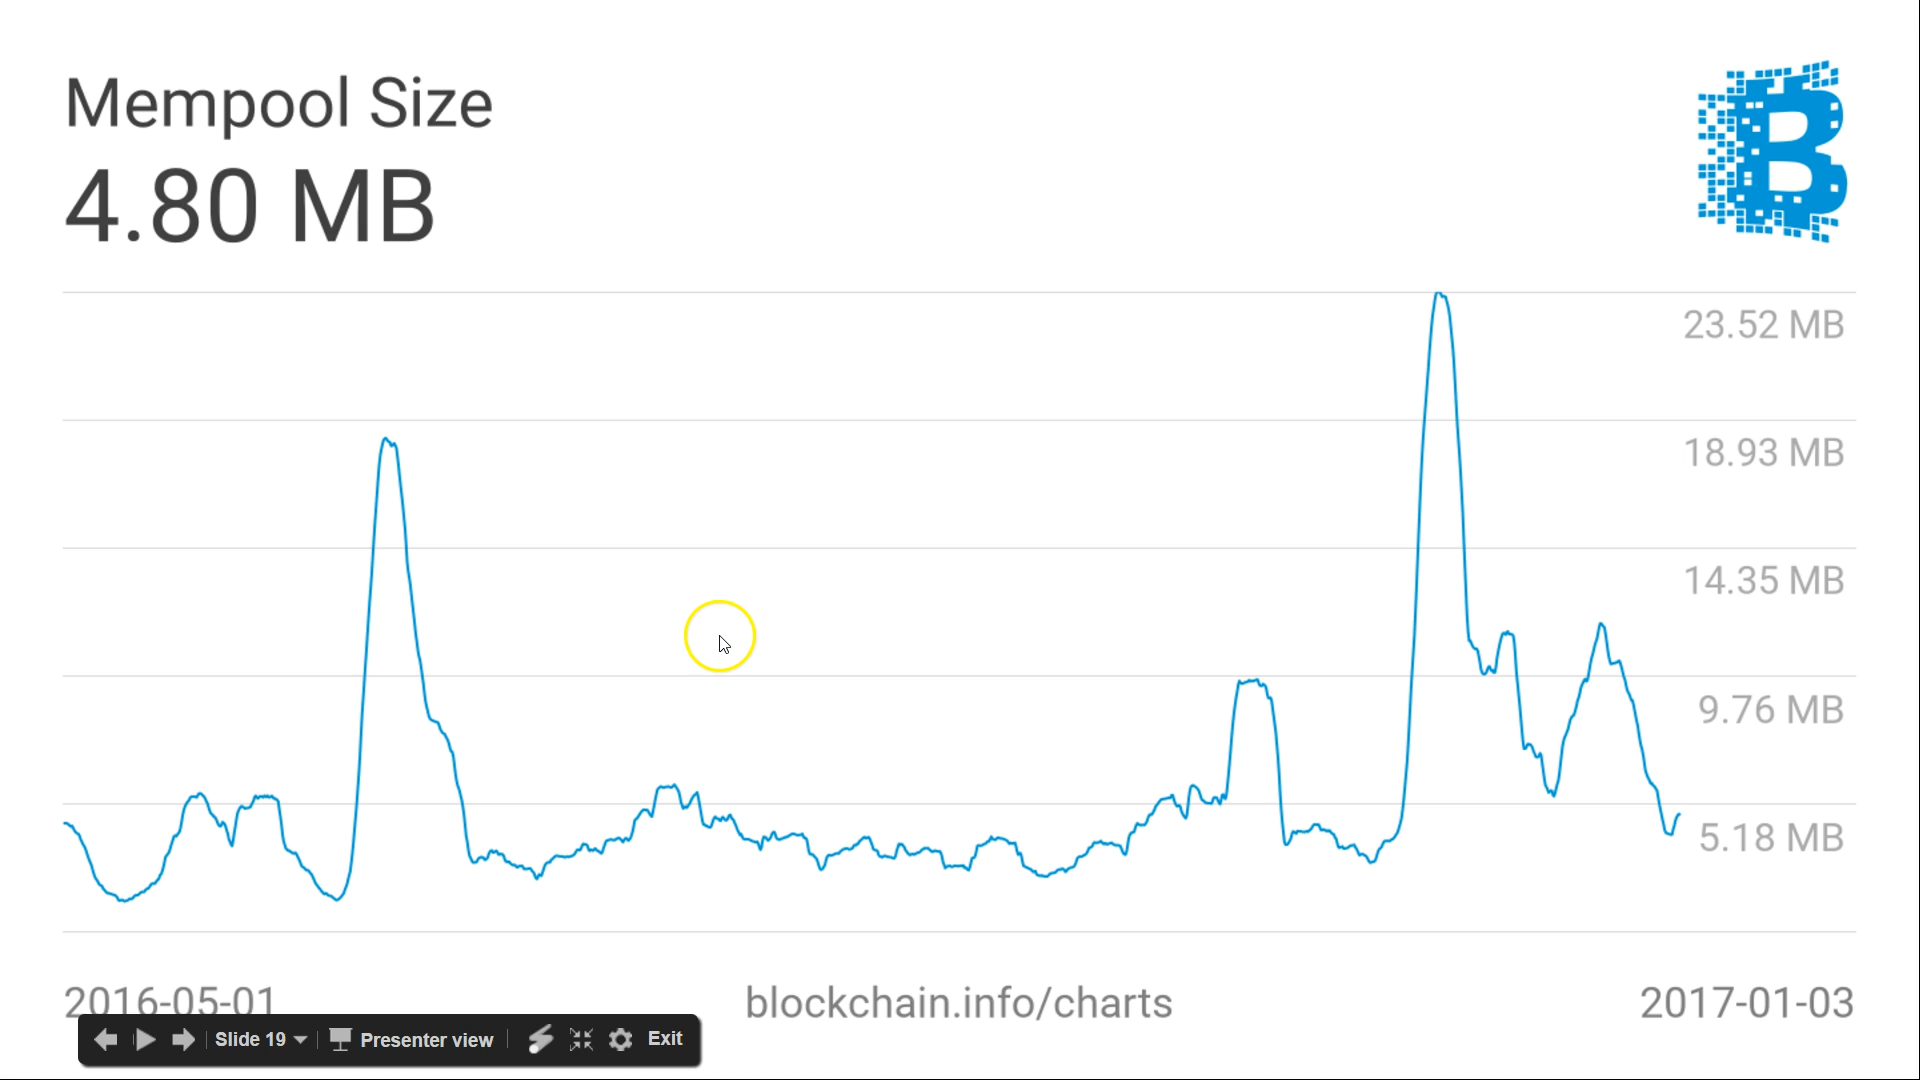 Mempool Size
4.80 MB
23.52 MB
18.93 MB
14.35 MB
9.76 MB
5.18 MB
2016-05-01
blockchain.info/charts
2017-01-03
Slide 19
Presenter view
Exit